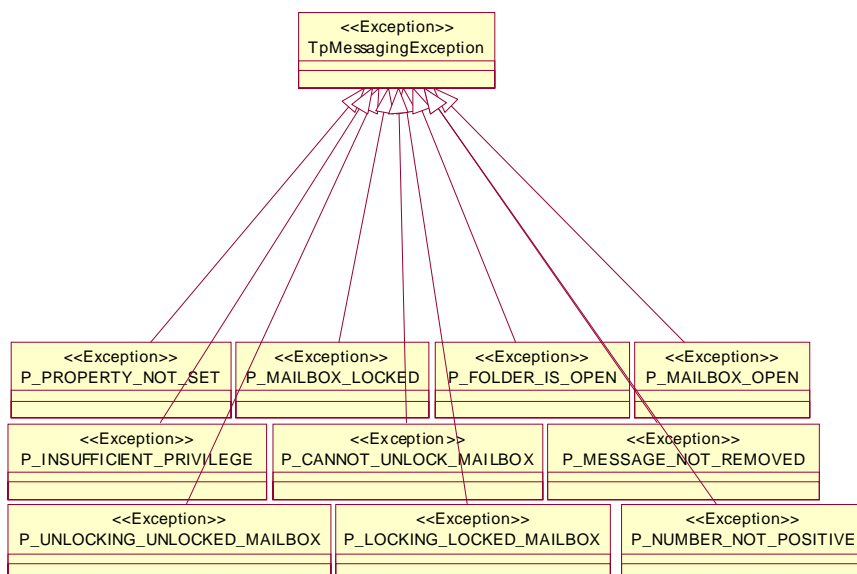 <<Exception>>
TpMessagingException
<<Exception>>
P_PROPERTY_NOT_SET
<<Exception>>
P_MAILBOX_LOCKED
<<Exception>>
P_FOLDER_IS_OPEN
<<Exception>>
P_MAILBOX_OPEN
<<Exception>>
P_INSUFFICIENT_PRIVILEGE
<<Exception>>
P_CANNOT_UNLOCK_MAILBOX
<<Exception>>
P_MESSAGE_NOT_REMOVED
<<Exception>>
P_UNLOCKING_UNLOCKED_MAILBOX
<<Exception>>
P_LOCKING_LOCKED_MAILBOX
<<Exception>>
P_NUMBER_NOT_POSITIVE